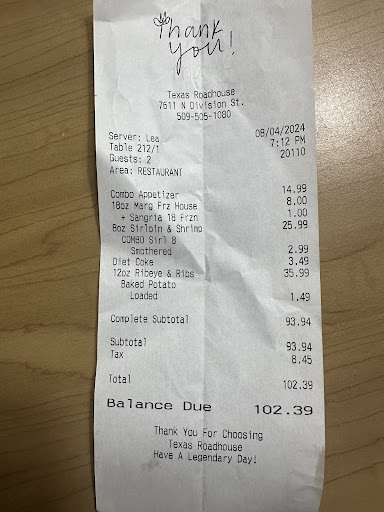 Thank
you!
Texas Roadhouse
7611 N Division St.
509-505-1080
Server: Lea 08/04/2024
Table 212/1 7:12 PM
Guests: 2 20110
Area: RESTAURANT
Combo Appetizer 14.99
18oz Marg Frz House 8.00
+ Sangria 18 Frzn 1.00
8oz Sirloin & Shrimp 25.99
COMBO Sirl 8
Smothered 2.99
Diet Coke 3.49
12oz Ribeye & Ribs 35.99
Baked Potato
Loaded 1.49
Complete Subtotal 93.94
Subtotal 93.94
Tax 8.45
Total 102.39
Balance Due 102.39
Thank You For Choosing
Texas Roadhouse
Have A Legendary Day!